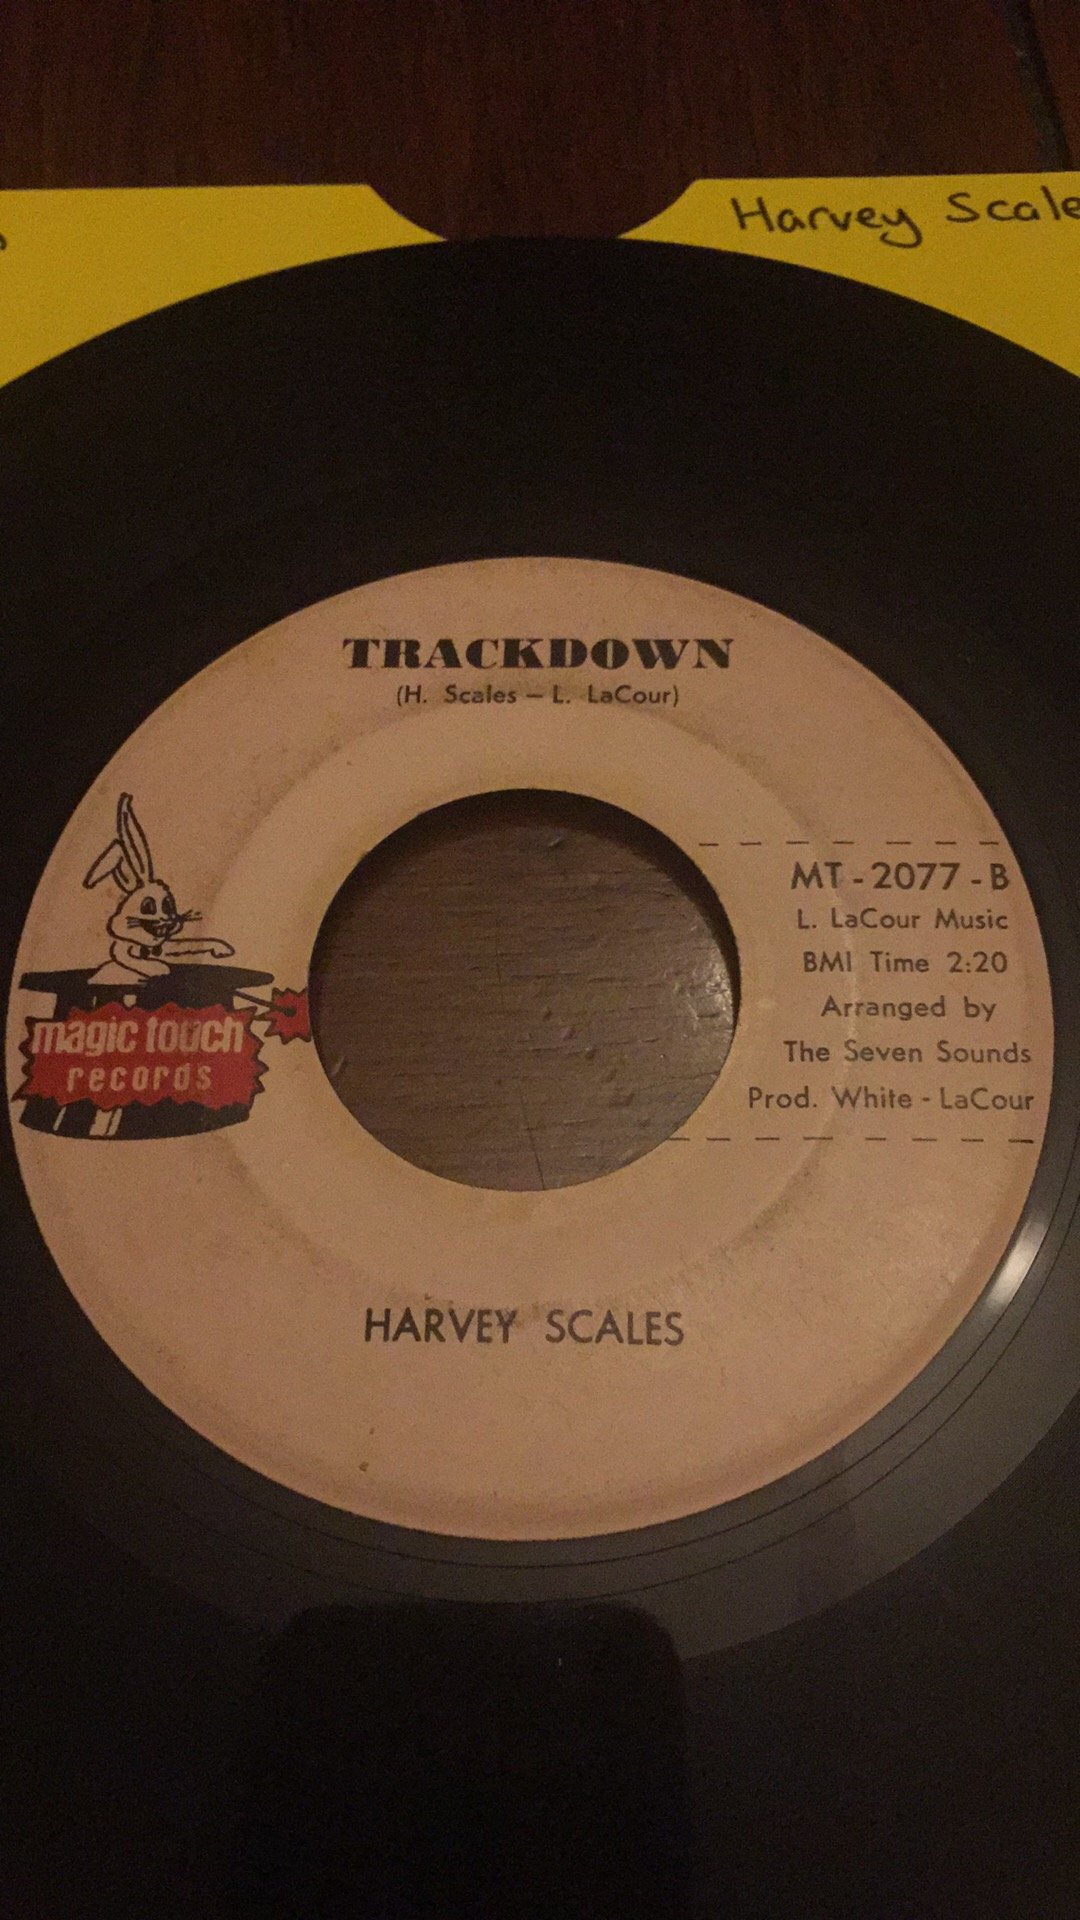 Harvey Scale
TRACKDOWN
(H. Scales – L. LaCour)
MT - 2077 - B
L. LaCour Music
BMI Time 2:20
Arranged by
The Seven Sounds
Prod. White - LaCour
magic touch
records
HARVEY SCALES